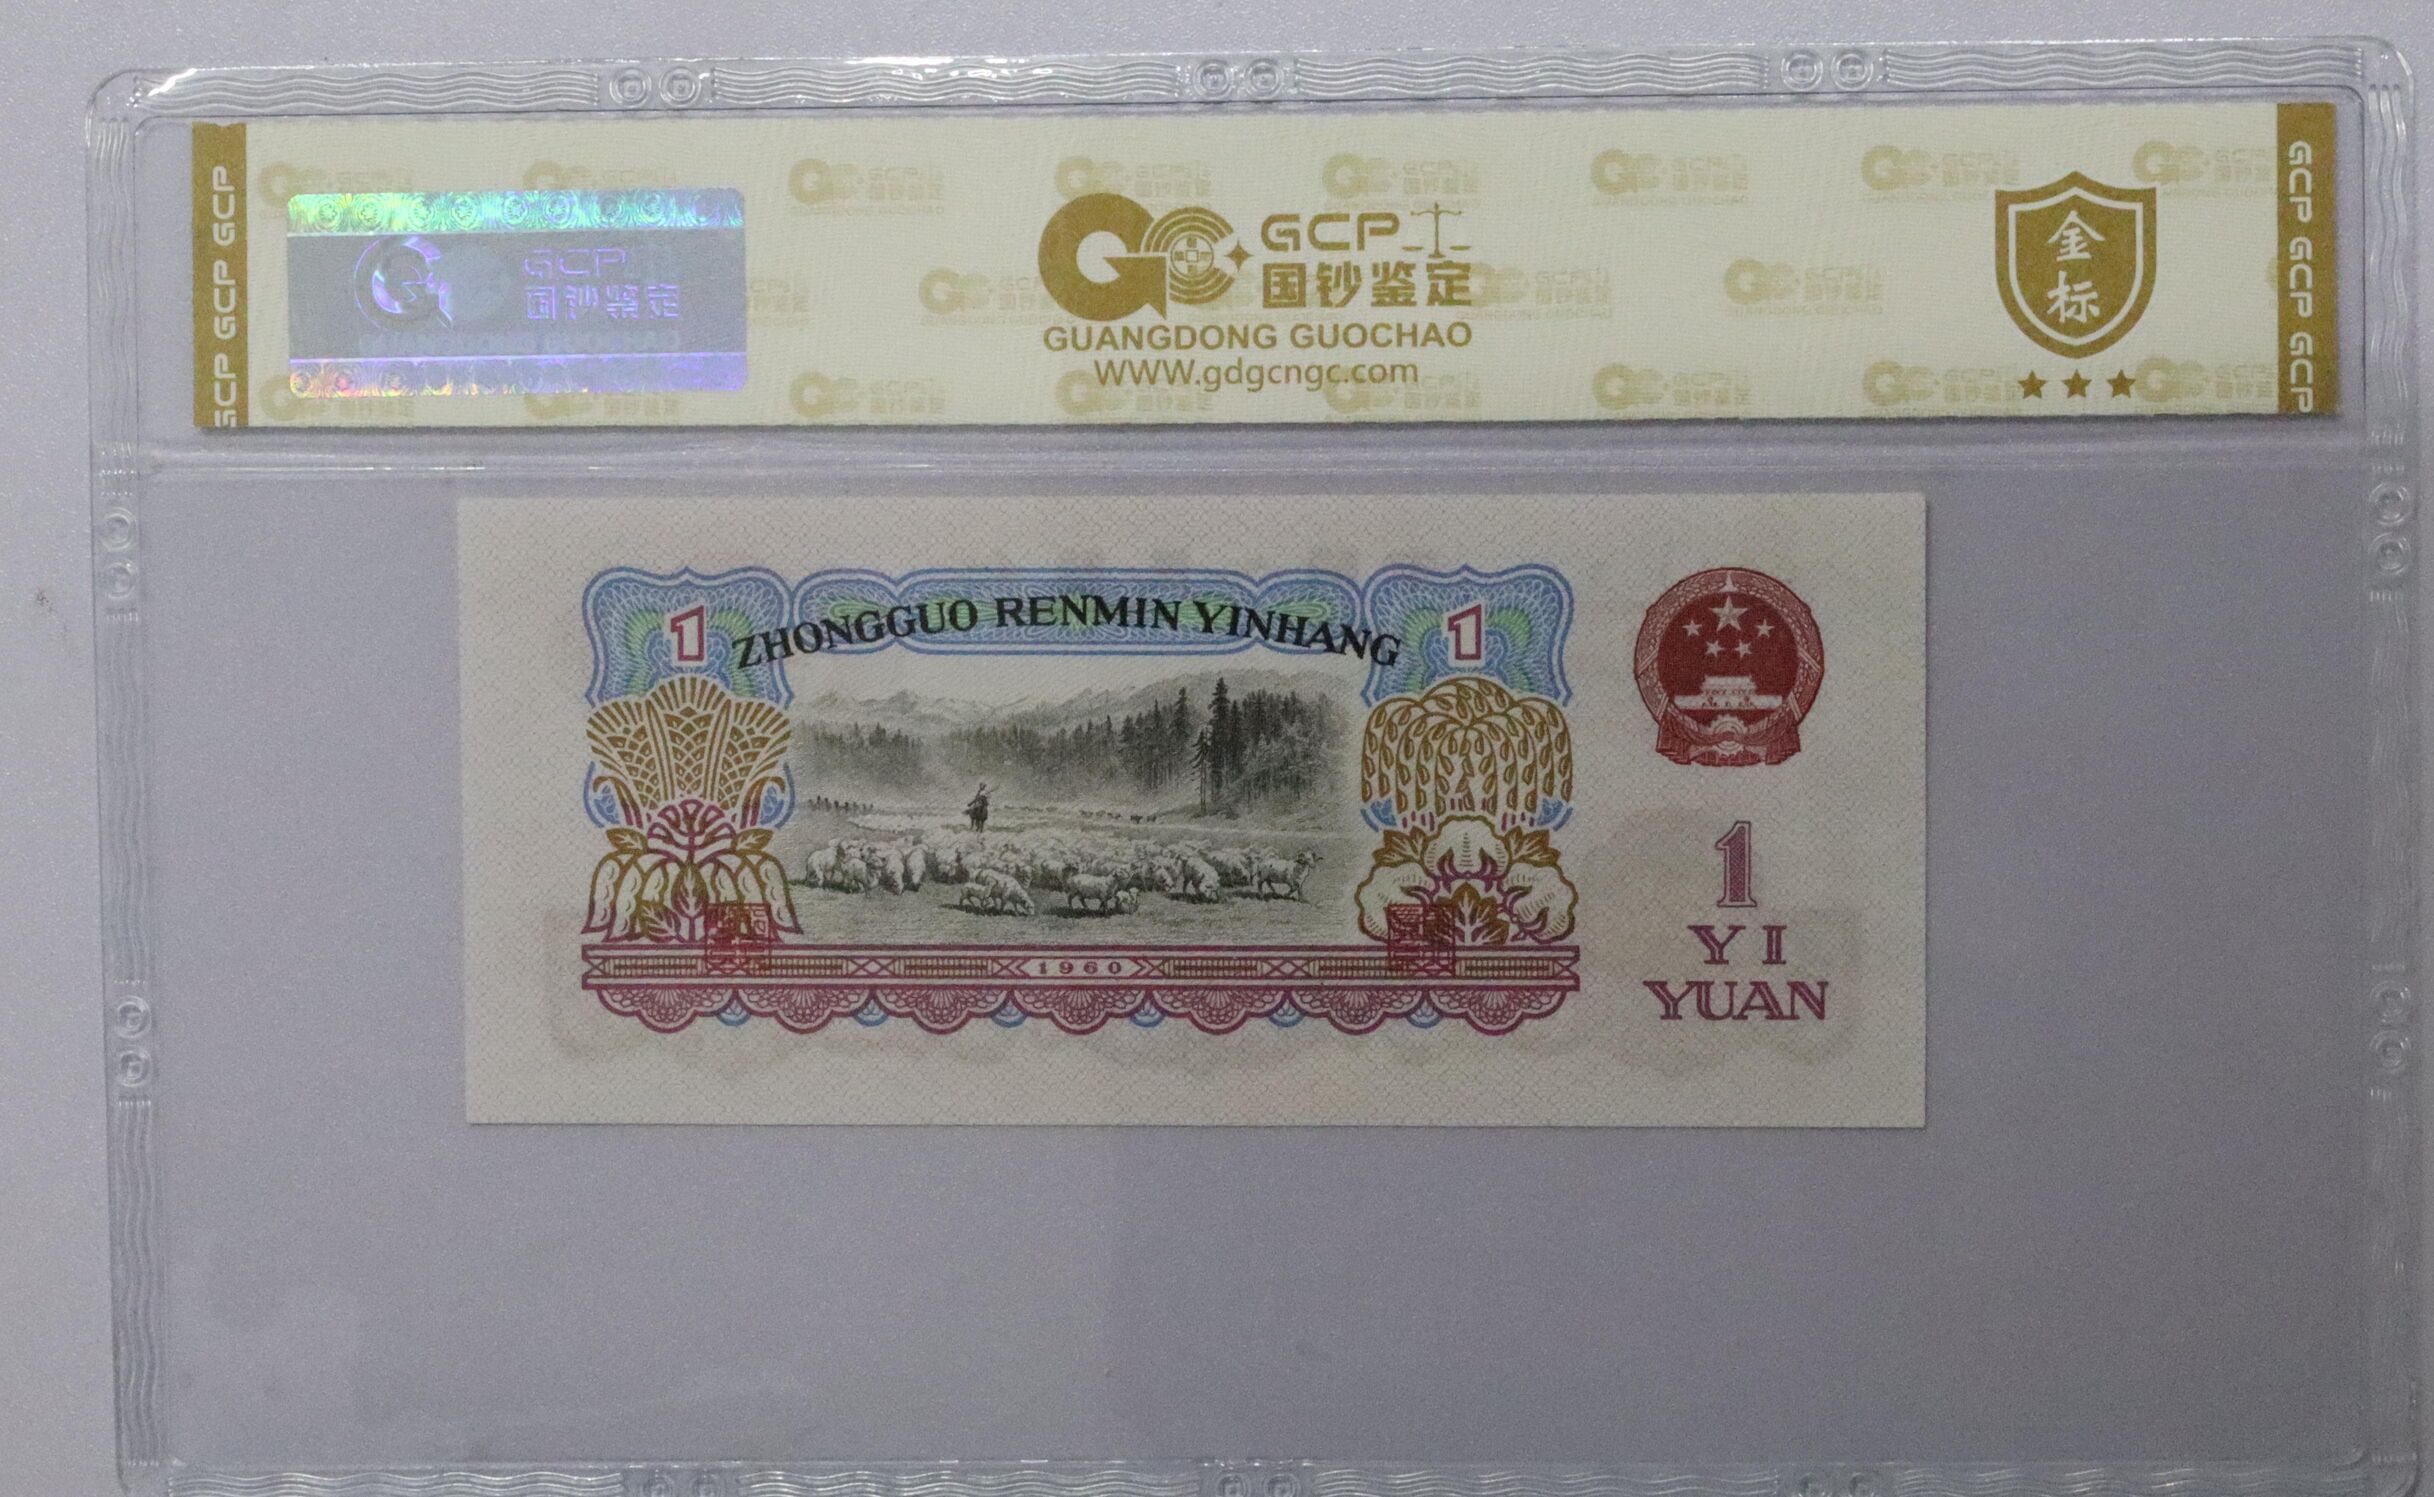 GCP GCP GCP
GCP
国钞鉴定
GCP
国钞鉴定
GUANGDONG GUOCHAO
WWW.gdgcngc.com
金标
GCP GCP GCP
1
ZHONGGUO RENMIN YINHANG
1
1960
1
YI
YUAN